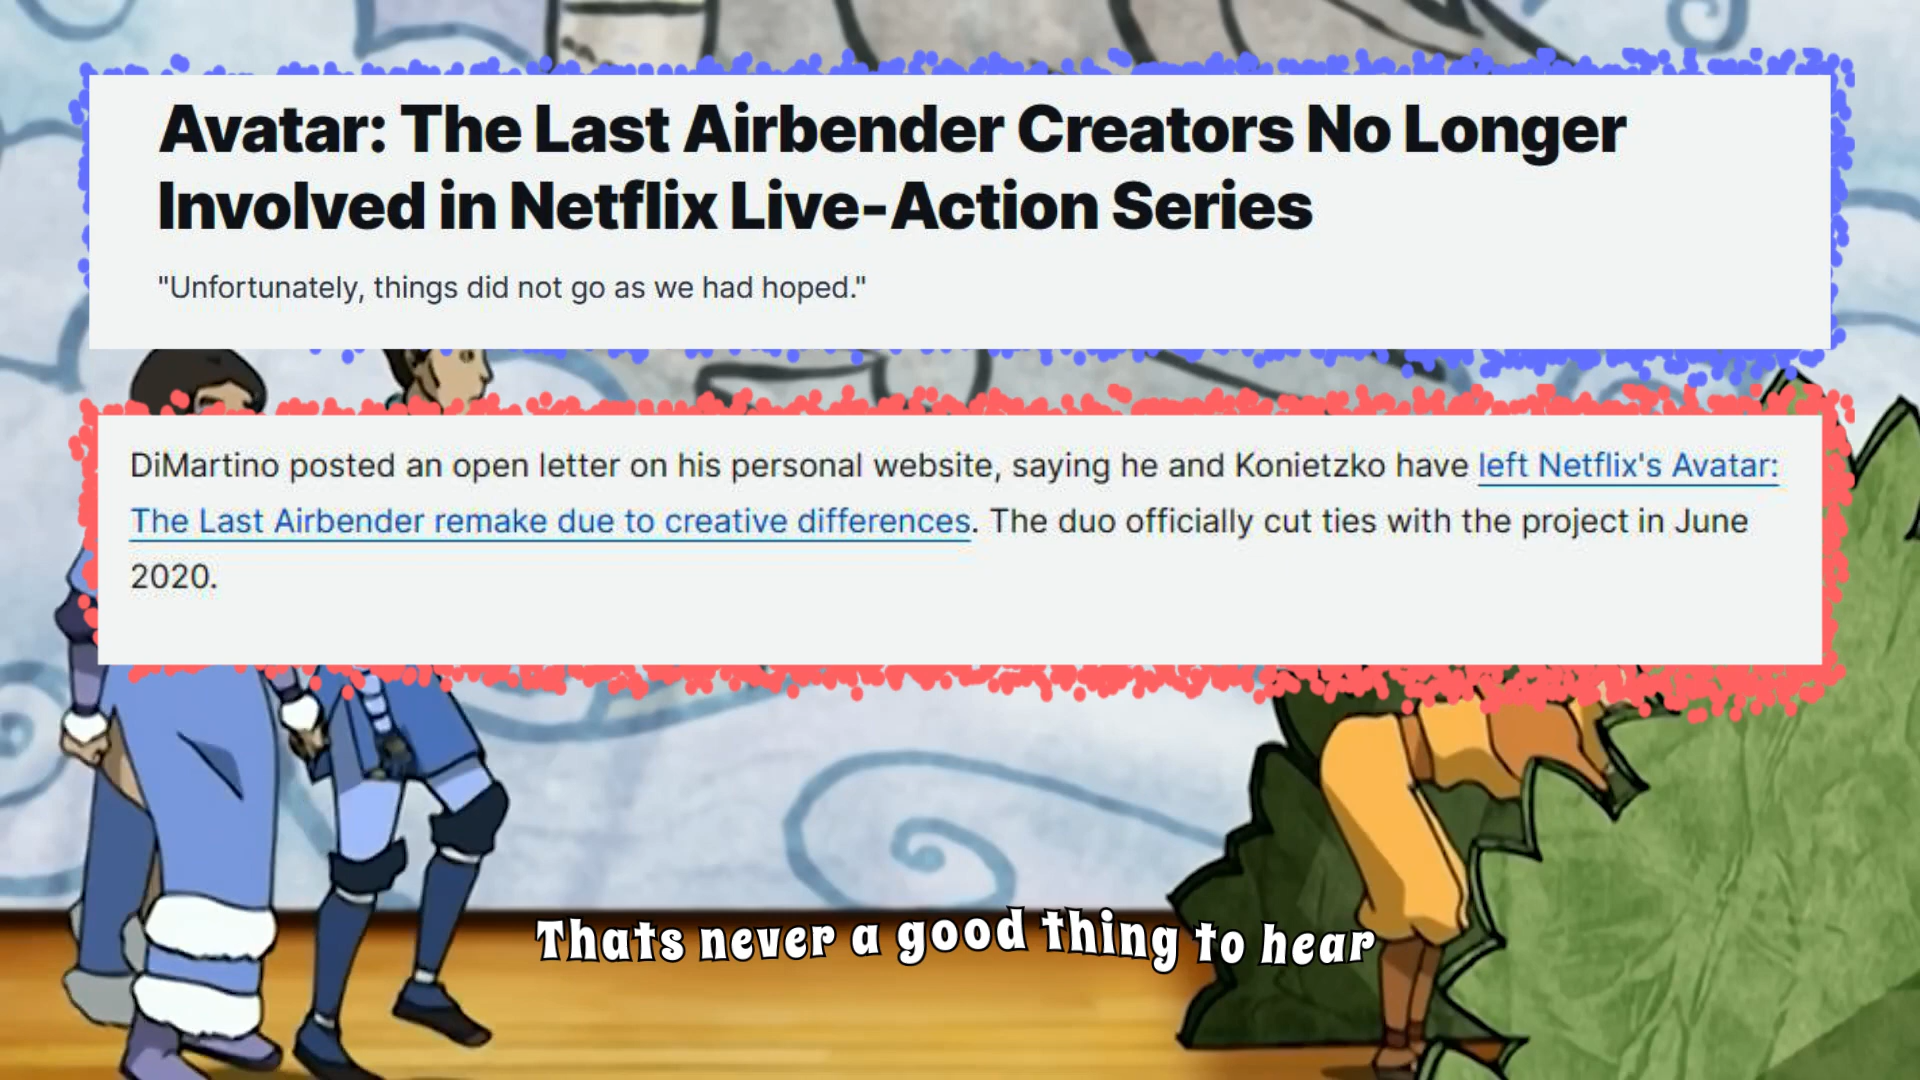 Avatar: The Last Airbender Creators No Longer
Involved in Netflix Live-Action Series
"Unfortunately, things did not go as we had hoped."
DiMartino posted an open letter on his personal website, saying he and Konietzko have left Netflix's Avatar:
The Last Airbender remake due to creative differences. The duo officially cut ties with the project in June
2020.
Thats never a good thing to hear